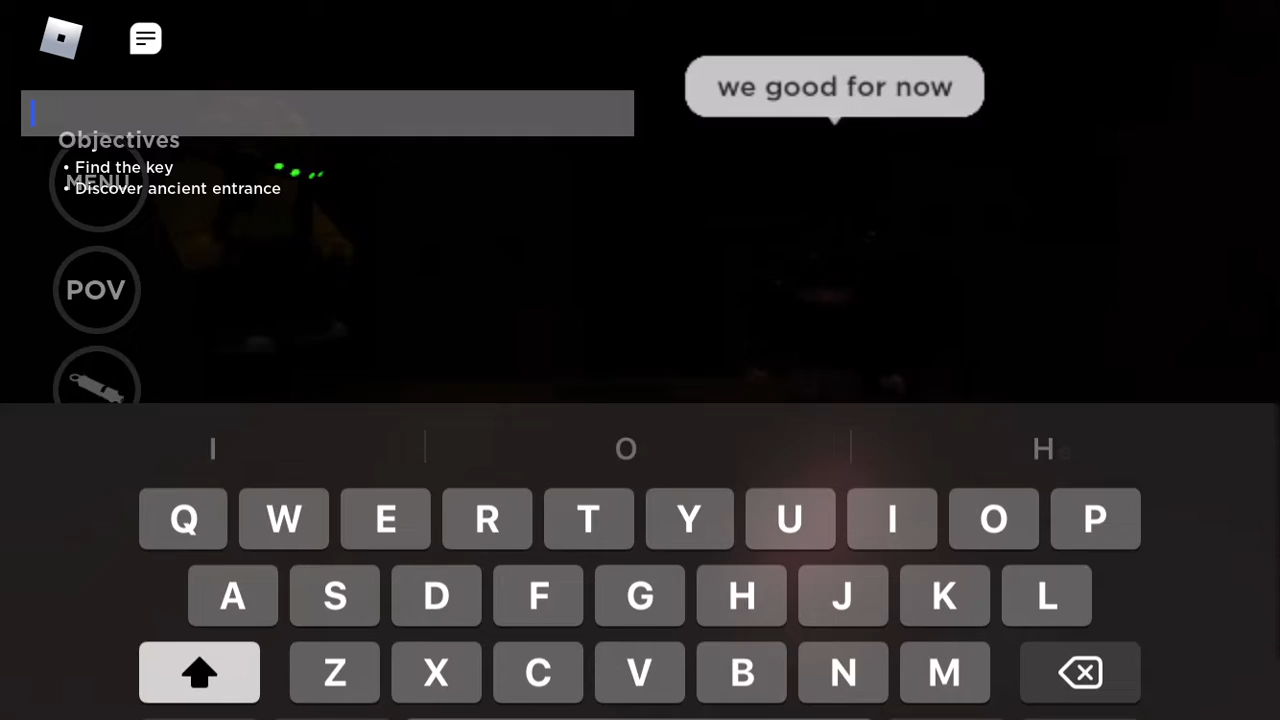 we good for now
Objectives
• Find the key
MENU
• Discover ancient entrance
POV
I O H
Q W E R T Y U I O P
A S D F G H J K L
Z X C V B N M